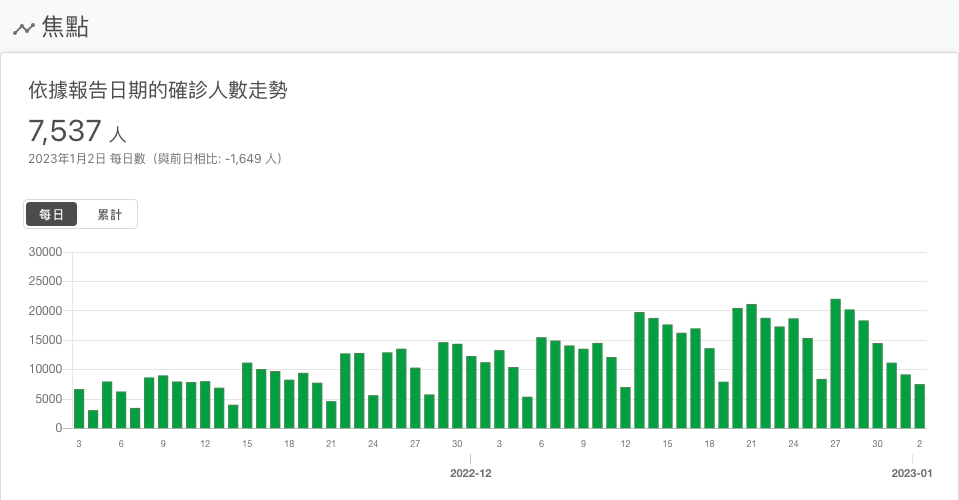 焦點
依據報告日期的確診人數走勢
7,537 人
2023年1月2日 每日數（與前日相比: -1,649 人）
每日 累計
30000
25000
20000
15000
10000
5000
0
3 6 9 12 15 18 21 24 27 30 3 6 9 12 15 18 21 24 27 30 2
2022-12 2023-01